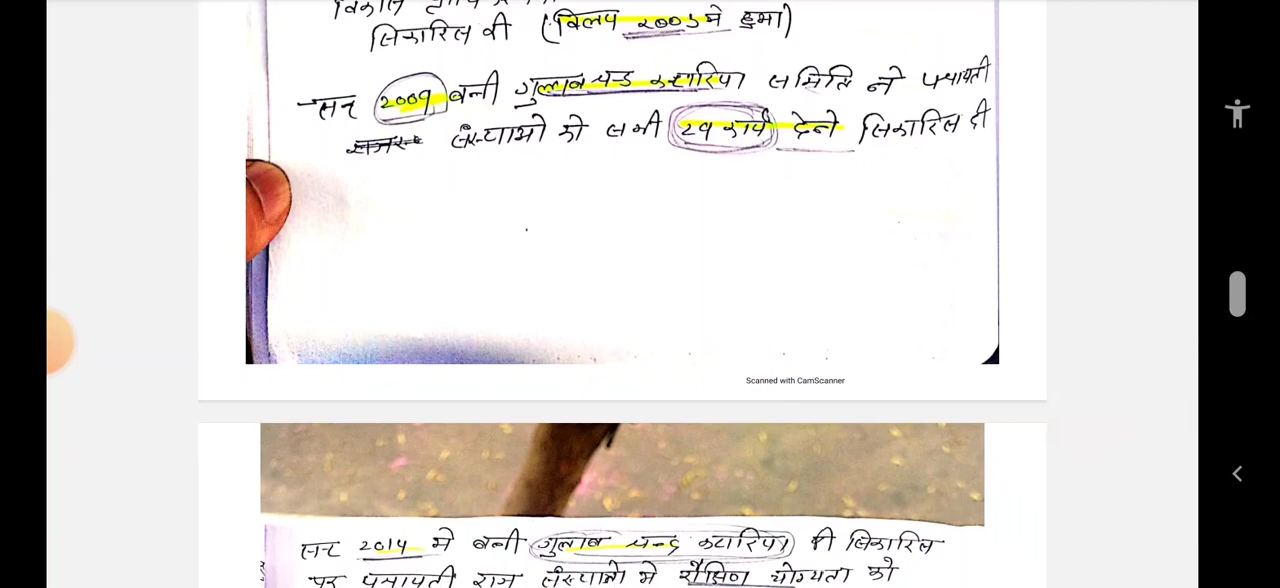 सिफारिश की (विलय 2003 मे हुआ)
सन 2009 बनी गुलाब चन्द कटारिया समिति ने पंचायती
संस्थाओ को सभी 29 कार्य देने सिफारिश दी
Scanned with CamScanner
सन 2014 मे बनी गुलाब चन्द्र कटारिया की सिफारिश
पर पंचायती राज संस्थाओ मे शैक्षिण योग्यता को